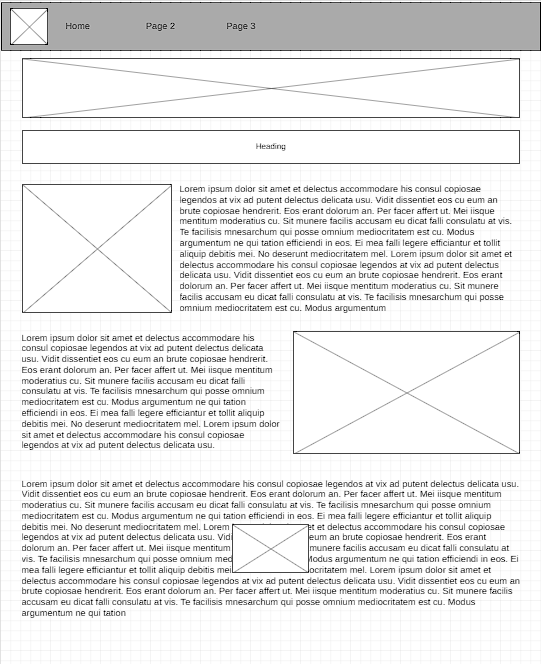 Home Page 2 Page 3
Heading
Lorem ipsum dolor sit amet et delectus accommodare his consul copiosae
legendos at vix ad putent delectus delicata usu. Vidit dissentiet eos cu eum an
brute copiosae hendrerit. Eos erant dolorum an. Per facer affert ut. Mei iisque
mentitum moderatius cu. Sit munere facilis accusam eu dicat falli consulatu at vis.
Te facilisis mnesarchum qui posse omnium mediocritatem est cu. Modus
argumentum ne qui tation efficiendi in eos. Ei mea falli legere efficiantur et tollit
aliquip debitis mei. No deserunt mediocritatem mel. Lorem ipsum dolor sit amet et
delectus accommodare his consul copiosae legendos at vix ad putent delectus
delicata usu. Vidit dissentiet eos cu eum an brute copiosae hendrerit. Eos erant
dolorum an. Per facer affert ut. Mei iisque mentitum moderatius cu. Sit munere
facilis accusam eu dicat falli consulatu at vis. Te facilisis mnesarchum qui posse
omnium mediocritatem est cu. Modus argumentum
Lorem ipsum dolor sit amet et delectus accommodare his
consul copiosae legendos at vix ad putent delectus delicata
usu. Vidit dissentiet eos cu eum an brute copiosae hendrerit.
Eos erant dolorum an. Per facer affert ut. Mei iisque mentitum
moderatius cu. Sit munere facilis accusam eu dicat falli
consulatu at vis. Te facilisis mnesarchum qui posse omnium
mediocritatem est cu. Modus argumentum ne qui tation
efficiendi in eos. Ei mea falli legere efficiantur et tollit aliquip
debitis mei. No deserunt mediocritatem mel. Lorem ipsum dolor
sit amet et delectus accommodare his consul copiosae
legendos at vix ad putent delectus delicata usu.
Lorem ipsum dolor sit amet et delectus accommodare his consul copiosae legendos at vix ad putent delectus delicata usu.
Vidit dissentiet eos cu eum an brute copiosae hendrerit. Eos erant dolorum an. Per facer affert ut. Mei iisque mentitum
moderatius cu. Sit munere facilis accusam eu dicat falli consulatu at vis. Te facilisis mnesarchum qui posse omnium
mediocritatem est cu. Modus argumentum ne qui tation efficiendi in eos. Ei mea falli legere efficiantur et tollit aliquip
debitis mei. No deserunt mediocritatem mel. Lorem et et delectus accommodare his consul copiosae
legendos at vix ad putent delectus delicata usu. eum an brute copiosae hendrerit. Eos erant
dolorum an. Per facer affert ut. Mei iisque mentitum munere facilis accusam eu dicat falli consulatu at
vis. Te facilisis mnesarchum qui posse omnium Modus argumentum ne qui tation efficiendi in eos. Ei
mea falli legere efficiantur et tollit aliquip debitis Lorem ipsum dolor sit amet et
delectus accommodare his consul copiosae legendos at vix ad putent delectus delicata usu. Vidit dissentiet eos cu eum an
brute copiosae hendrerit. Eos erant dolorum an. Per facer affert ut. Mei iisque mentitum moderatius cu. Sit munere facilis
accusam eu dicat falli consulatu at vis. Te facilisis mnesarchum qui posse omnium mediocritatem est cu. Modus
argumentum ne qui tation